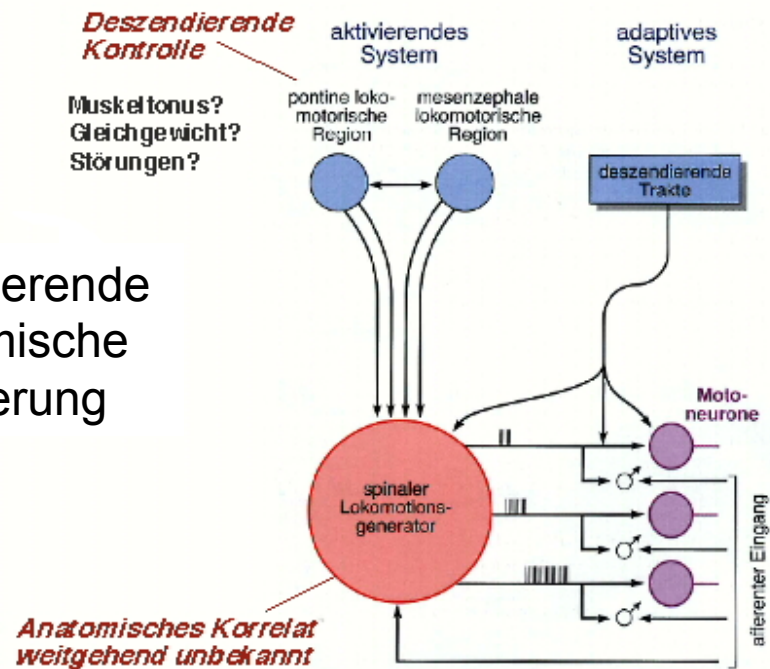 Deszendierende
Kontrolle
aktivierendes
System
adaptives
System
Muskeltonus?
Gleichgewicht?
Störungen?
pontine loko-
motorische
Region
mesenzephale
lokomotorische
Region
deszendierende
Trakte
ierende
mische
erung
Moto-
neurone
spinaler
Lokomotions-
generator
afferenter Eingang
Anatomisches Korrelat
weitgehend unbekannt